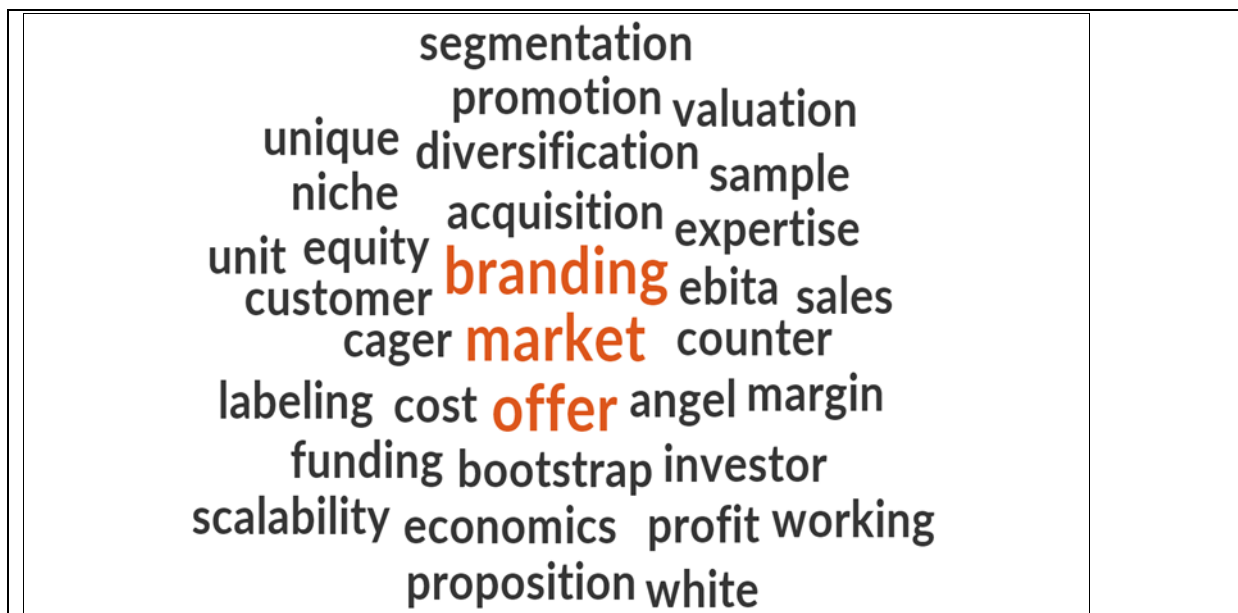 segmentation
promotion valuation
unique diversification sample
niche acquisition expertise
unit equity branding ebita sales
customer
cager market counter
labeling cost offer angel margin
funding bootstrap investor
scalability economics profit working
proposition white